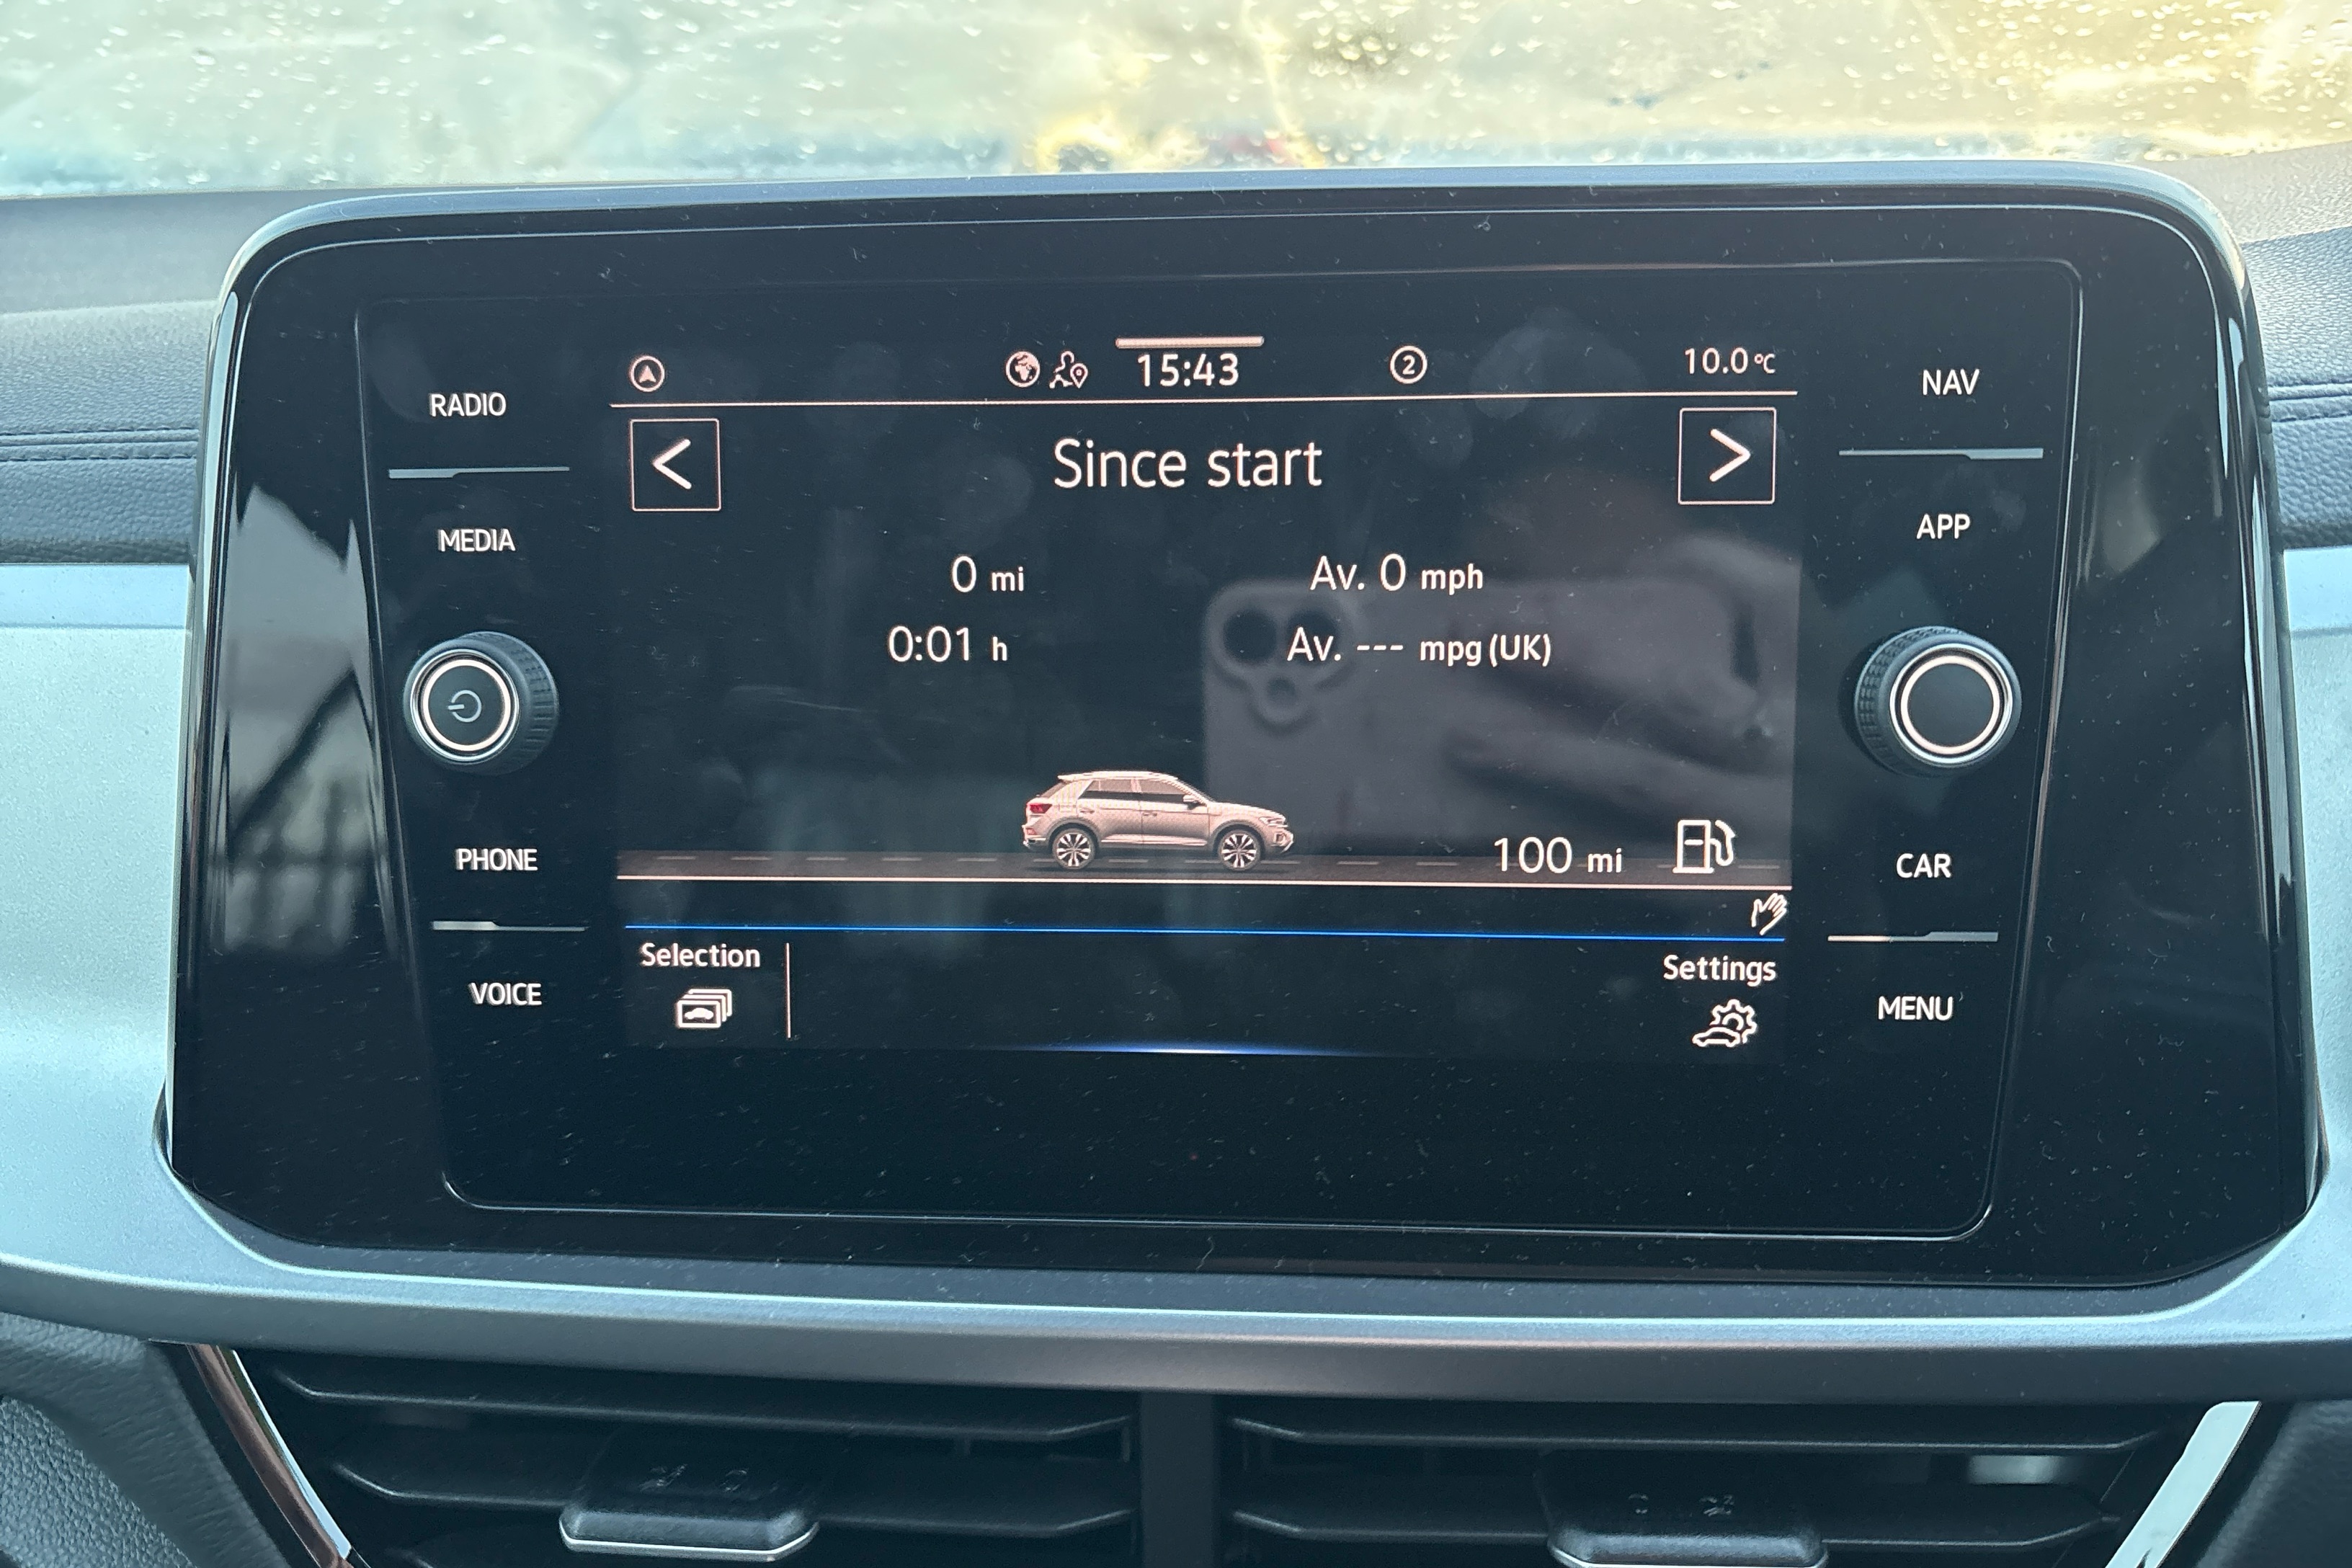 RADIO
MEDIA
PHONE
VOICE
15:43
2
10.0°C
Since start
0 mi
Av. 0 mph
0:01 h
Av. --- mpg (UK)
100 mi
Selection
Settings
NAV
APP
CAR
MENU